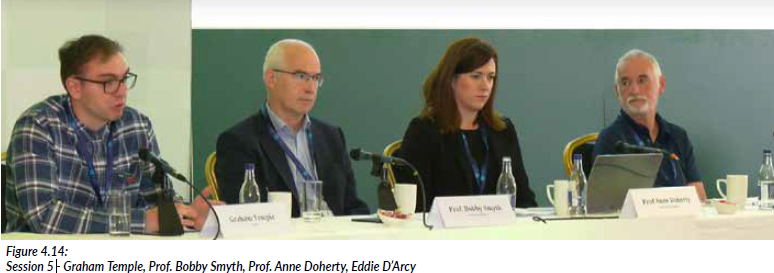 Graham Temple
Prof. Bobby Smyth
Prof Anne Doherty
Figure 4.14:
Session 5 - Graham Temple, Prof. Bobby Smyth, Prof. Anne Doherty, Eddie D'Arcy